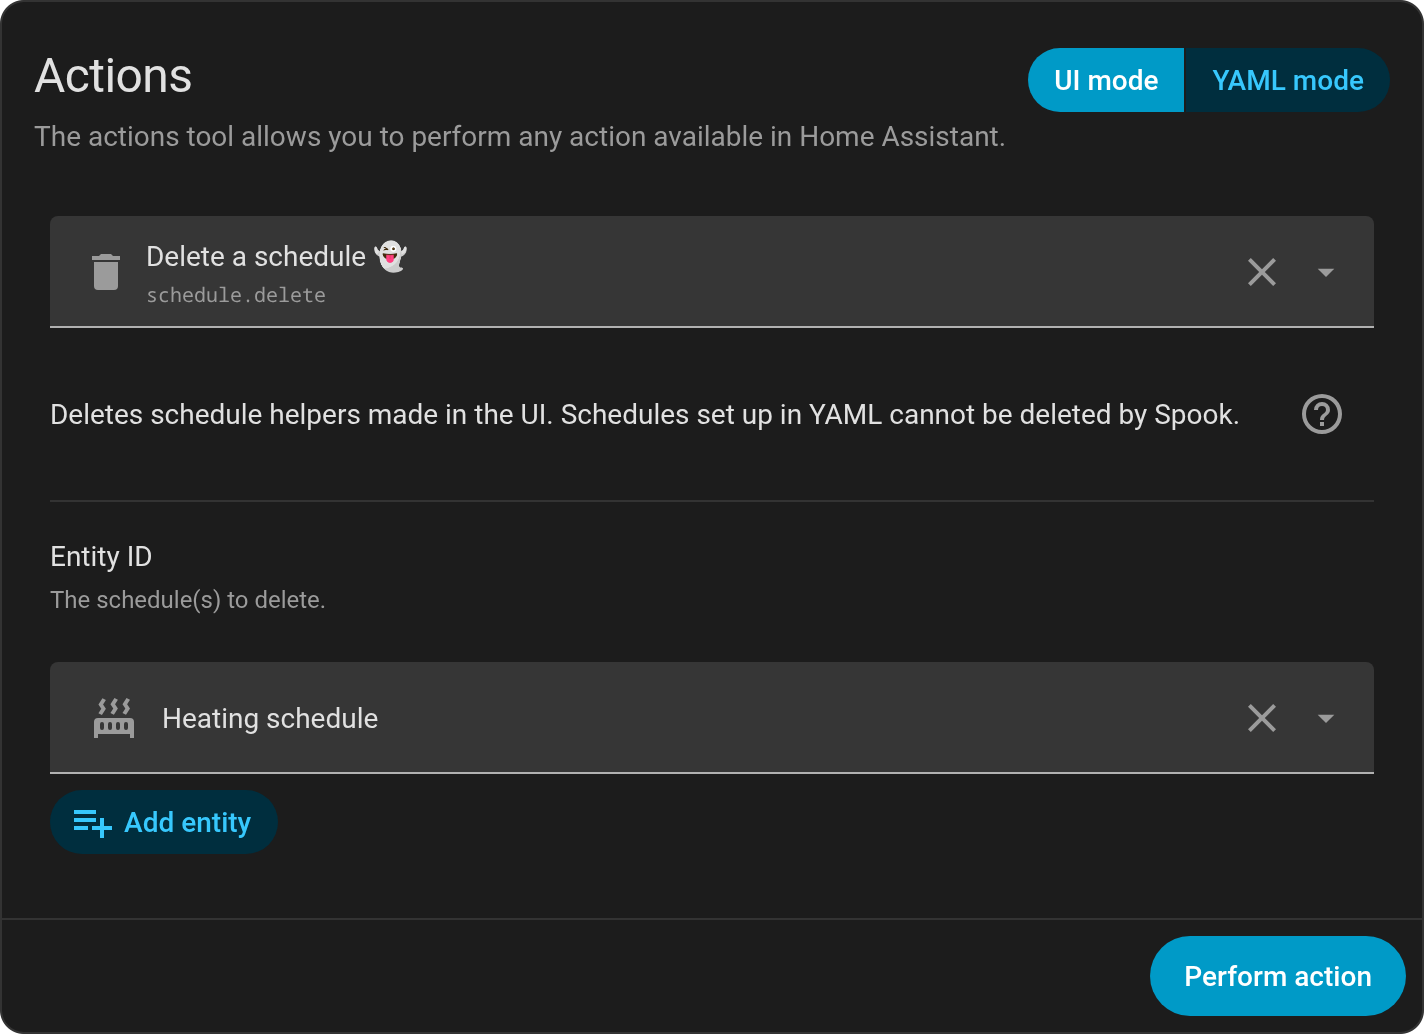 Actions
UI mode
YAML mode
The actions tool allows you to perform any action available in Home Assistant.
Delete a schedule 👻
schedule.delete
Deletes schedule helpers made in the UI. Schedules set up in YAML cannot be deleted by Spook.
Entity ID
The schedule(s) to delete.
Heating schedule
Add entity
Perform action